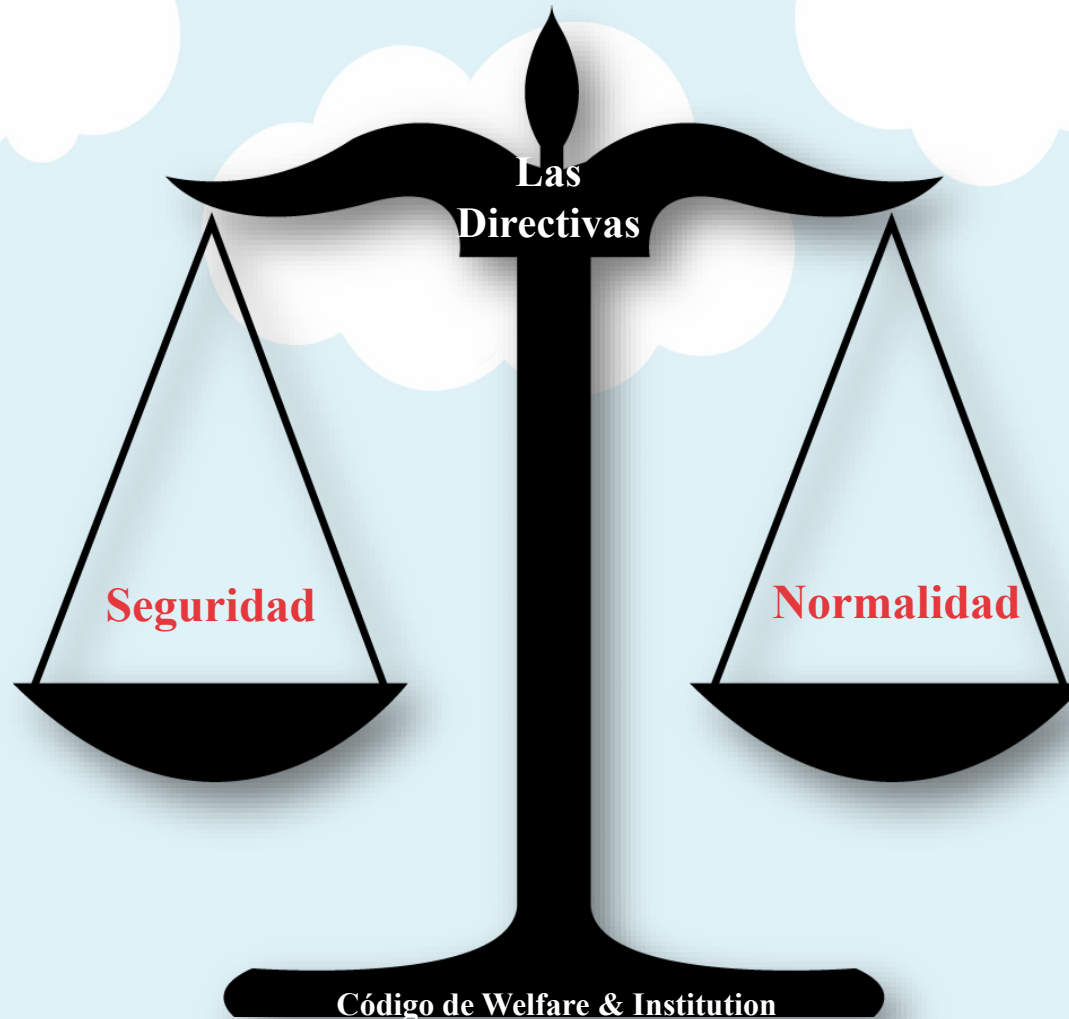 Las
Directivas
Seguridad
Normalidad
Código de Welfare & Institution